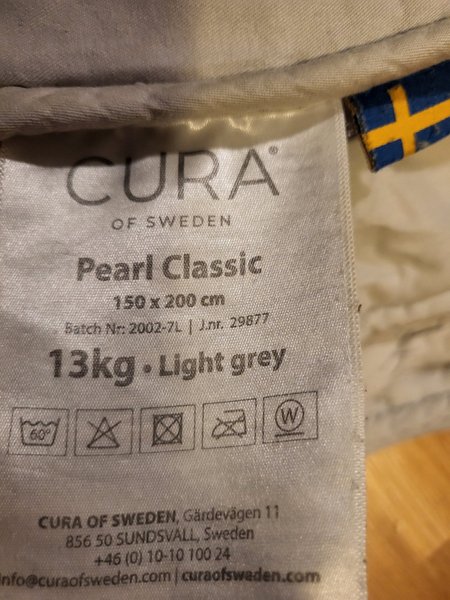 CURA®
OF SWEDEN
Pearl Classic
150 x 200 cm
Batch Nr: 2002-7L | J.nr. 29877
13kg • Light grey
60°
W
CURA OF SWEDEN, Gärdevägen 11
856 50 SUNDSVALL, Sweden
+46 (0) 10-10 100 24
info@curaofsweden.com | curaofsweden.com